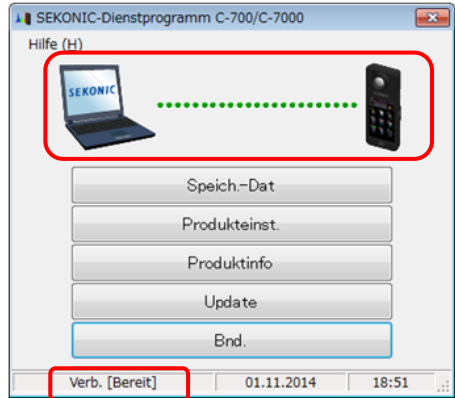 SEKONIC-Dienstprogramm C-700/C-7000
Hilfe (H)
SEKONIC
Speich.-Dat
Produkteinst.
Produktinfo
Update
Bnd.
Verb. [Bereit] 01.11.2014 18:51